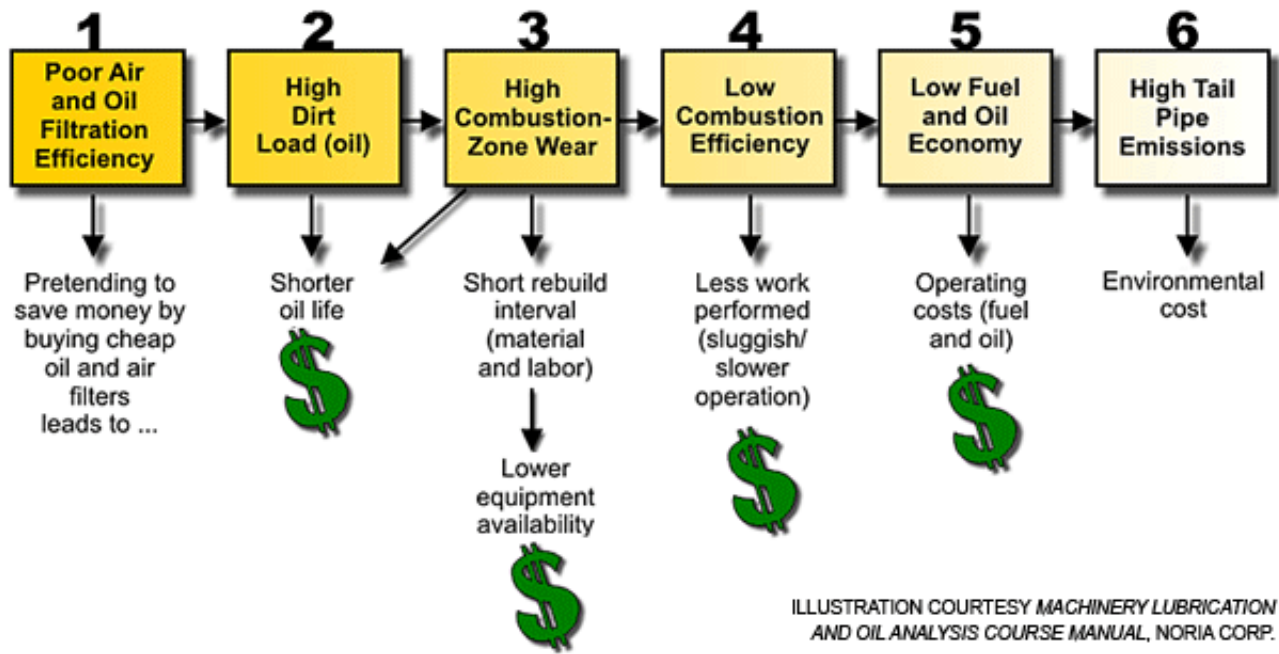 1
Poor Air
and Oil
Filtration
Efficiency
2
High
Dirt
Load (oil)
3
High
Combustion-
Zone Wear
4
Low
Combustion
Efficiency
5
Low Fuel
and Oil
Economy
6
High Tail
Pipe
Emissions
Pretending to
save money by
buying cheap
oil and air
filters
leads to ...
Shorter
oil life
$
Short rebuild
interval
(material
and labor)
Lower
equipment
availability
$
Less work
performed
(sluggish/
slower
operation)
$
Operating
costs (fuel
and oil)
$
Environmental
cost
ILLUSTRATION COURTESY MACHINERY LUBRICATION
AND OIL ANALYSIS COURSE MANUAL, NORIA CORP.